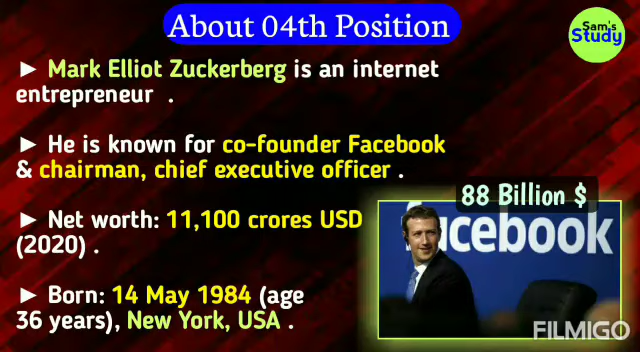 About 04th Position
Sam's
Study
► Mark Elliot Zuckerberg is an internet
entrepreneur .
► He is known for co-founder Facebook
& chairman, chief executive officer .
► Net worth: 11,100 crores USD
(2020) .
► Born: 14 May 1984 (age
36 years), New York, USA .
88 Billion $
facebook
FILMIGO